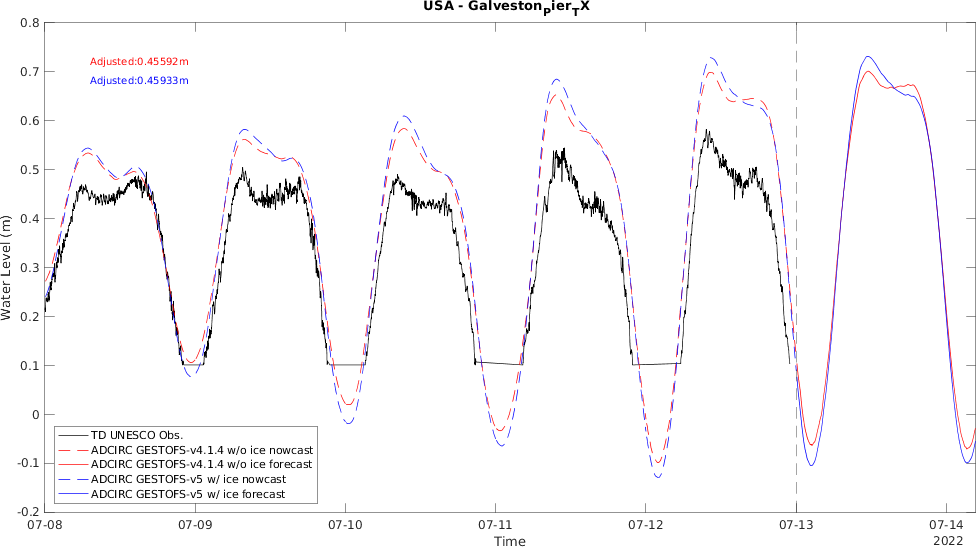 USA - Galveston_Pier_TX
Adjusted:0.45592m
Adjusted:0.45933m
Water Level (m)
0.8
0.7
0.6
0.5
0.4
0.3
0.2
0.1
0
-0.1
-0.2
TD UNESCO Obs.
ADCIRC GESTOFS-v4.1.4 w/o ice nowcast
ADCIRC GESTOFS-v4.1.4 w/o ice forecast
ADCIRC GESTOFS-v5 w/ ice nowcast
ADCIRC GESTOFS-v5 w/ ice forecast
07-08 07-09 07-10 07-11 07-12 07-13 07-14
Time
2022